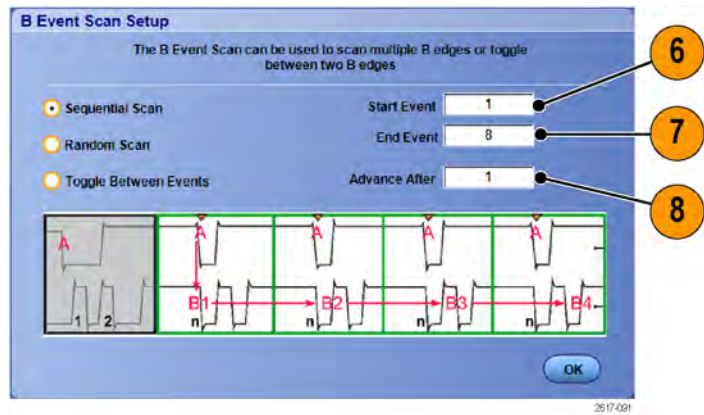 B Event Scan Setup
The B Event Scan can be used to scan multiple B edges or toggle
between two B edges
6
Sequential Scan
Start Event 1
7
End Event 8
Random Scan
Toggle Between Events
Advance After 1
8
A A A A A
B1 B2 B3 B4
1 2 n n n n
OK
2617-091